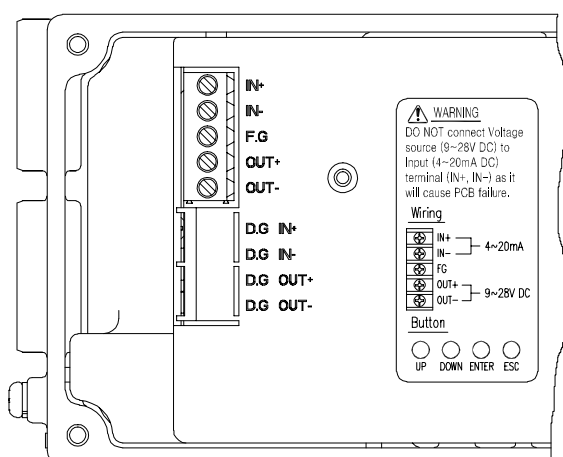 IN+
IN-
F.G
OUT+
OUT-
D.G IN+
D.G IN-
D.G OUT+
D.G OUT-
WARNING
DO NOT connect Voltage
source (9~28V DC) to
Input (4~20mA DC)
terminal (IN+, IN-) as it
will cause PCB failure.
Wiring
IN+
IN-
4~20mA
FG
OUT+
OUT-
9~28V DC
Button
UP DOWN ENTER ESC